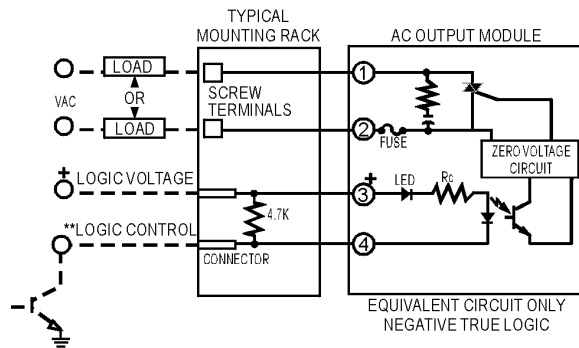 TYPICAL
MOUNTING RACK
AC OUTPUT MODULE
LOAD
1
VAC
OR
SCREW
TERMINALS
LOAD
2
FUSE
ZERO VOLTAGE
CIRCUIT
+
LOGIC VOLTAGE
+
3
LED
Rc
4.7K
**LOGIC CONTROL
4
CONNECTOR
EQUIVALENT CIRCUIT ONLY
NEGATIVE TRUE LOGIC